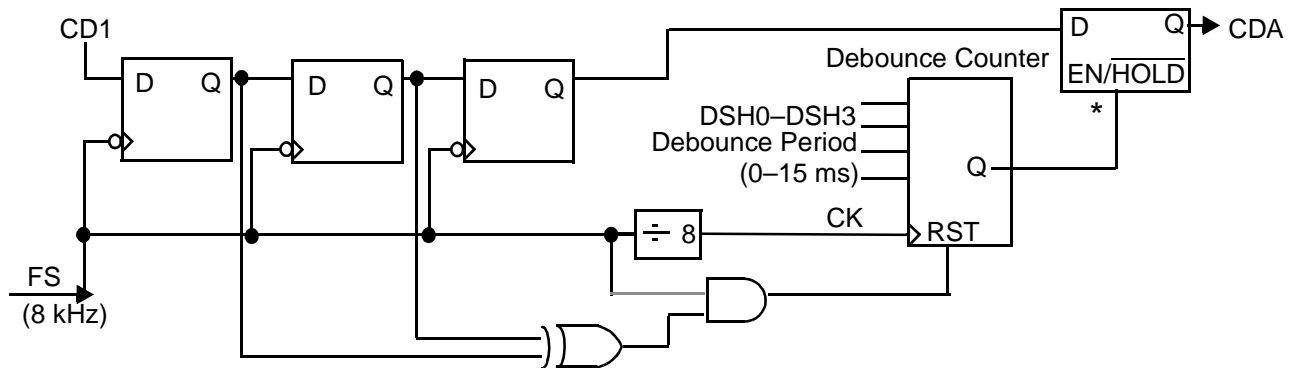 CD1
D Q
D Q
D Q
D Q
CDA
EN/HOLD
*
Debounce Counter
DSH0–DSH3
Debounce Period
(0–15 ms)
Q
CK
RST
÷ 8
FS
(8 kHz)